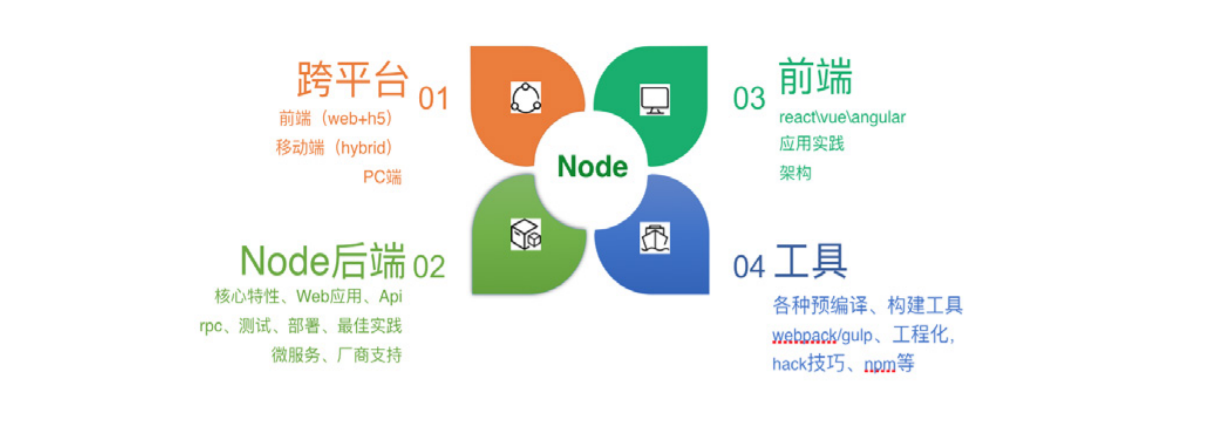 跨平台 01
前端（web+h5）
移动端（hybrid）
PC端
Node后端 02
核心特性、Web应用、Api
rpc、测试、部署、最佳实践
微服务、厂商支持
Node
03 前端
react\vue\angular
应用实践
架构
04 工具
各种预编译、构建工具
webpack/gulp、工程化,
hack技巧、npm等